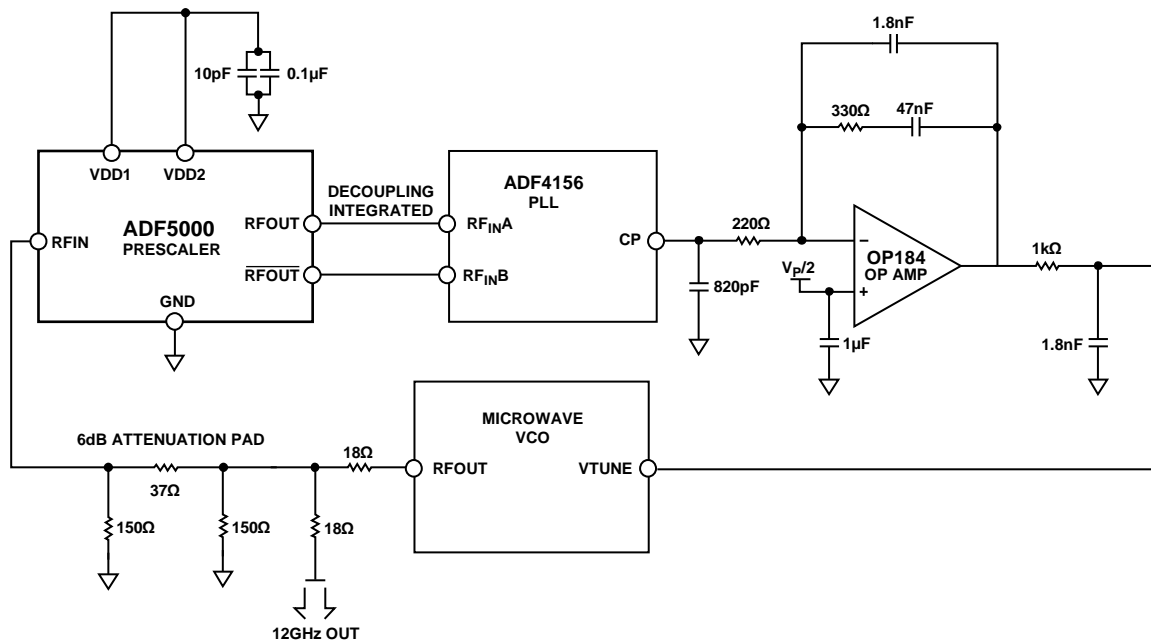 10pF
0.1µF
VDD1
VDD2
ADF5000
PRESCALER
RFIN
RFOUT
RFOUT
GND
DECOUPLING
INTEGRATED
ADF4156
PLL
RFINA
RFINB
CP
820pF
220Ω
1.8nF
330Ω
47nF
VP/2
1µF
−
+
OP184
OP AMP
1kΩ
1.8nF
6dB ATTENUATION PAD
37Ω
150Ω
150Ω
18Ω
18Ω
12GHz OUT
MICROWAVE
VCO
RFOUT
VTUNE